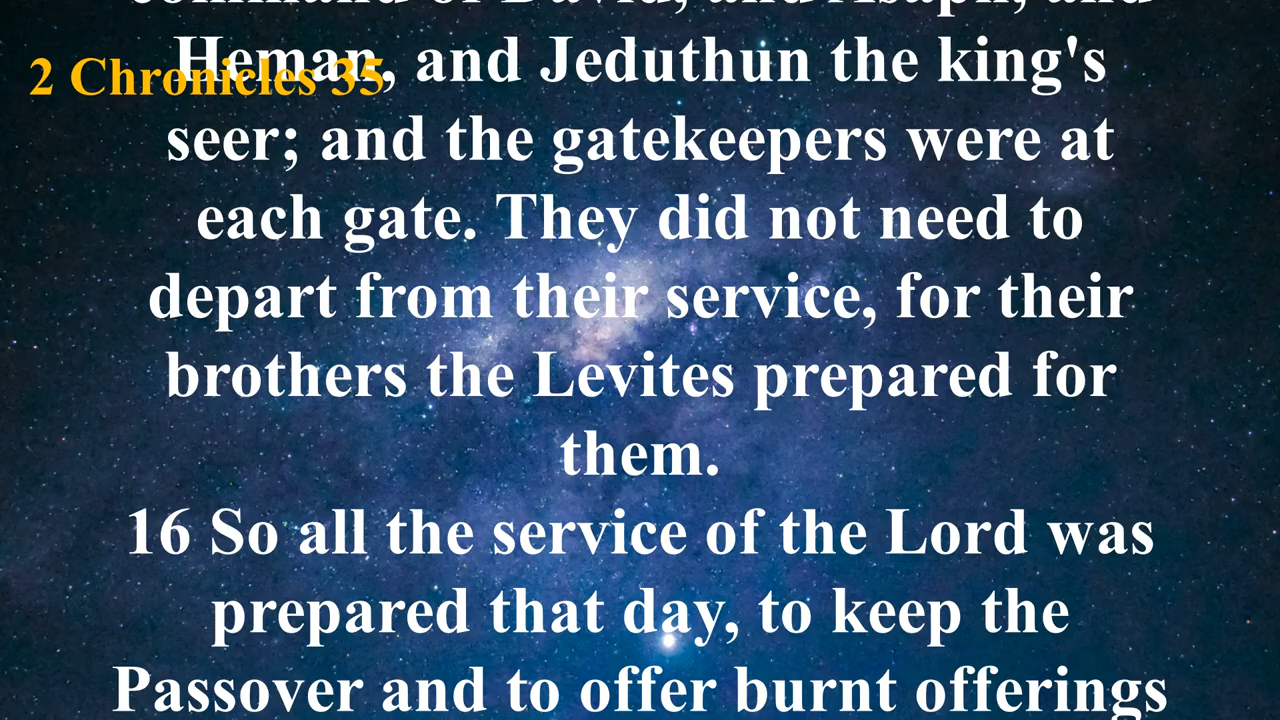 command of David, and Asaph, and
2 Chronicles 35
Heman, and Jeduthun the king's
seer; and the gatekeepers were at
each gate. They did not need to
depart from their service, for their
brothers the Levites prepared for
them.
16 So all the service of the Lord was
prepared that day, to keep the
Passover and to offer burnt offerings